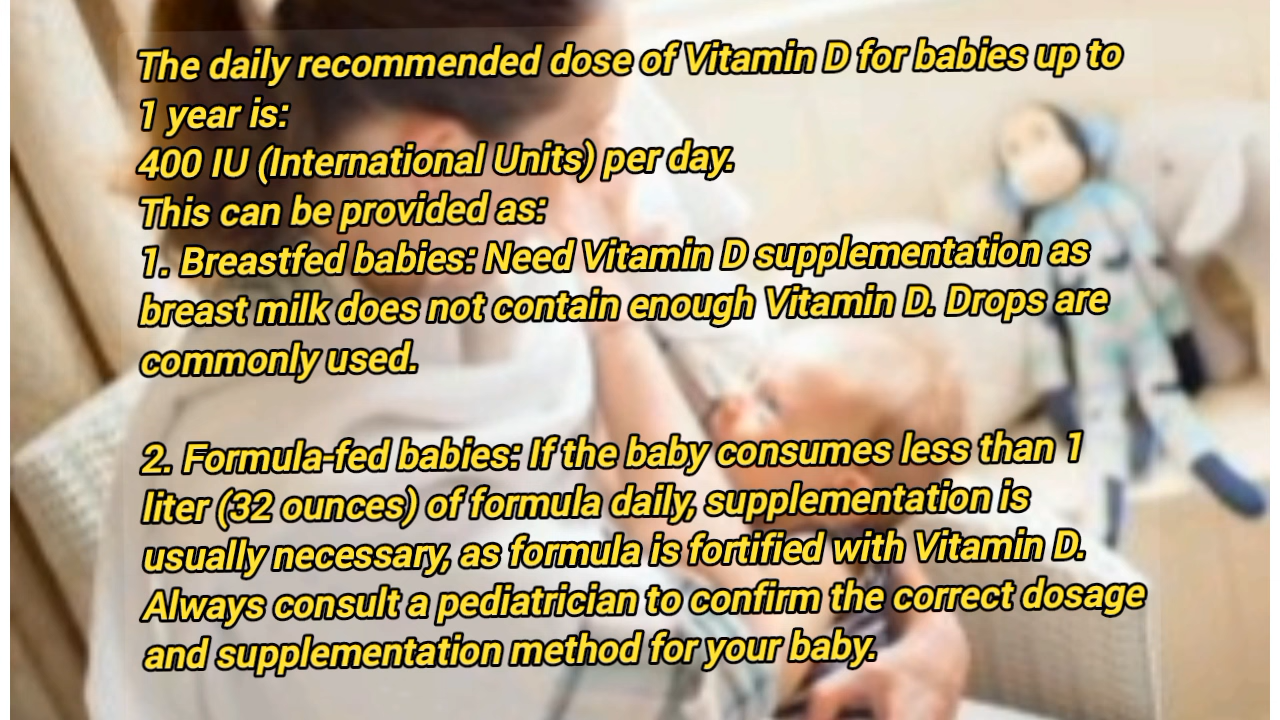 The daily recommended dose of Vitamin D for babies up to
1 year is:
400 IU (International Units) per day.
This can be provided as:
1. Breastfed babies: Need Vitamin D supplementation as
breast milk does not contain enough Vitamin D. Drops are
commonly used.
2. Formula-fed babies: If the baby consumes less than 1
liter (32 ounces) of formula daily, supplementation is
usually necessary, as formula is fortified with Vitamin D.
Always consult a pediatrician to confirm the correct dosage
and supplementation method for your baby.